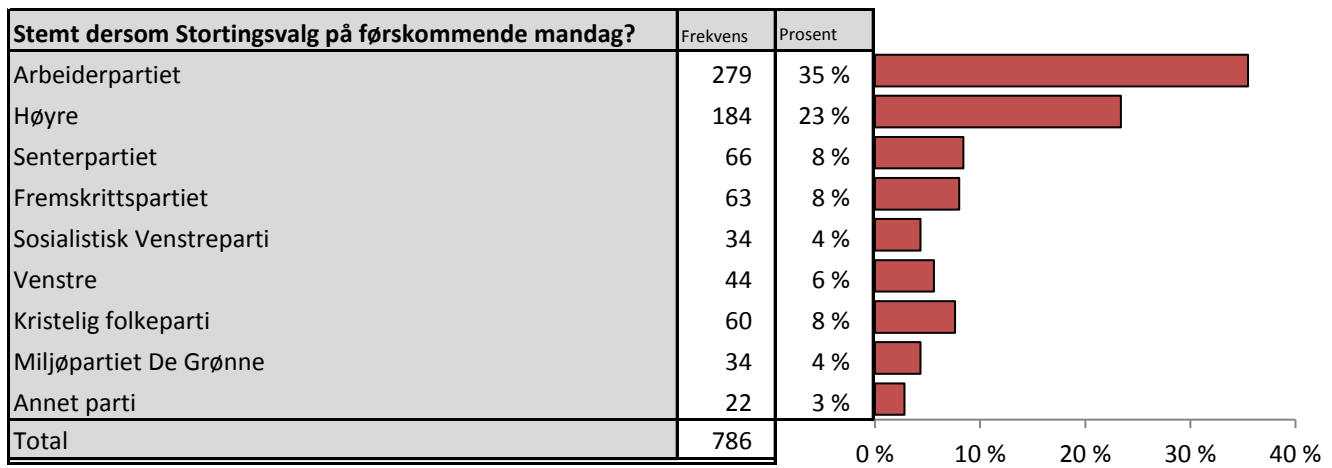 Stemt dersom Stortingsvalg på førskommende mandag? Frekvens Prosent
Arbeiderpartiet 279 35 %
Høyre 184 23 %
Senterpartiet 66 8 %
Fremskrittspartiet 63 8 %
Sosialistisk Venstreparti 34 4 %
Venstre 44 6 %
Kristelig folkeparti 60 8 %
Miljøpartiet De Grønne 34 4 %
Annet parti 22 3 %
Total 786
0 % 10 % 20 % 30 % 40 %